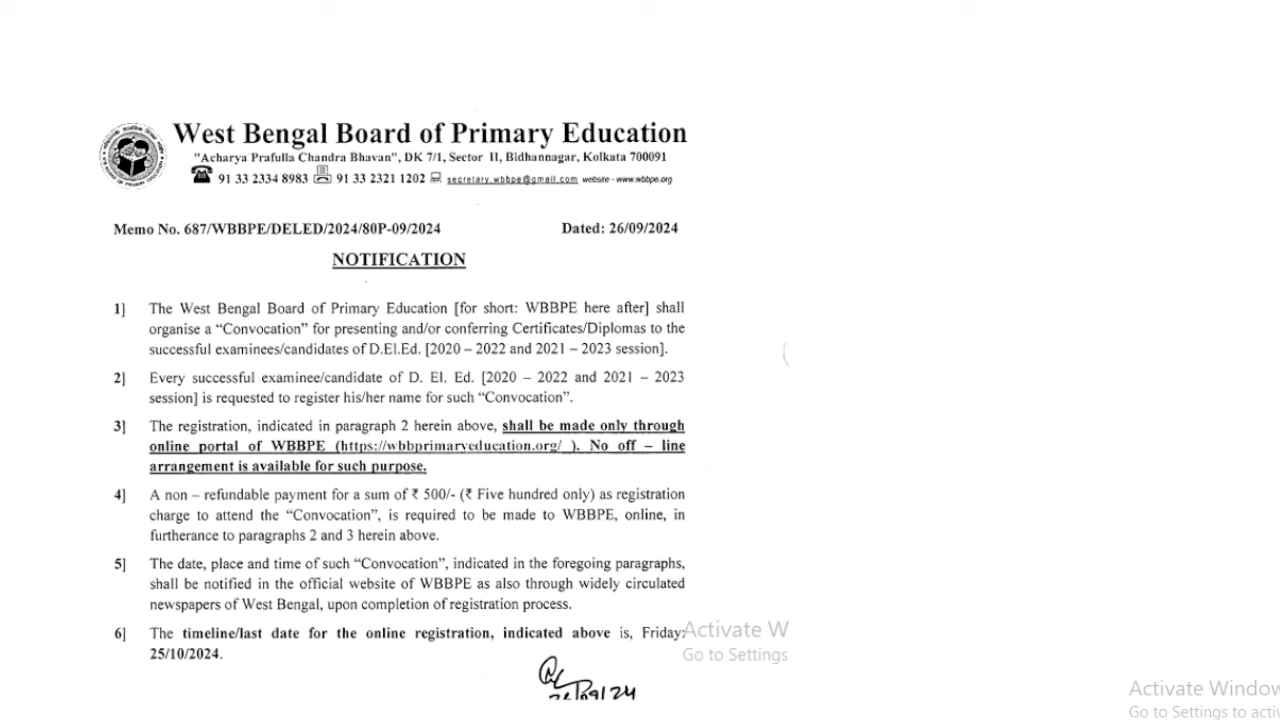 West Bengal Board of Primary Education
"Acharya Prafulla Chandra Bhavan", DK 7/1, Sector II, Bidhannagar, Kolkata 700091
91 33 2334 8983 91 33 2321 1202 secretary.wbbpe@gmail.com website - www.wbbpe.org
Memo No. 687/WBBPE/DELED/2024/80P-09/2024 Dated: 26/09/2024
NOTIFICATION
1] The West Bengal Board of Primary Education [for short: WBBPE here after] shall
organise a “Convocation” for presenting and/or conferring Certificates/Diplomas to the
successful examinees/candidates of D.El.Ed. [2020 – 2022 and 2021 – 2023 session].
2] Every successful examinee/candidate of D. El. Ed. [2020 – 2022 and 2021 – 2023
session] is requested to register his/her name for such “Convocation”.
3] The registration, indicated in paragraph 2 herein above, shall be made only through
online portal of WBBPE (https://wbbprimaryeducation.org/ ). No off – line
arrangement is available for such purpose.
4] A non – refundable payment for a sum of ₹ 500/- (₹ Five hundred only) as registration
charge to attend the “Convocation”, is required to be made to WBBPE, online, in
furtherance to paragraphs 2 and 3 herein above.
5] The date, place and time of such “Convocation”, indicated in the foregoing paragraphs,
shall be notified in the official website of WBBPE as also through widely circulated
newspapers of West Bengal, upon completion of registration process.
6] The timeline/last date for the online registration, indicated above is, Friday:
25/10/2024.
26/09/24
Activate W
Go to Settings
Activate Window
Go to Settings to activ